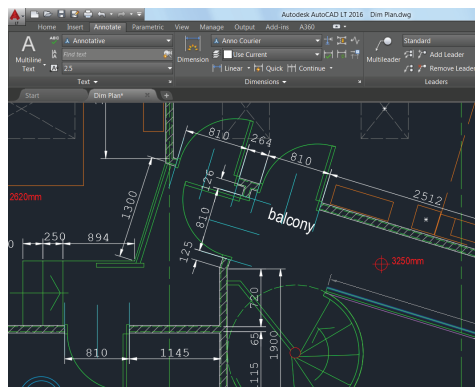 Autodesk AutoCAD LT 2016 Dim Plan.dwg
Home Insert Annotate Parametric View Manage Output Add-ins A360
A Annotative Anno Courier Standard
Multiline Text Find text Dimension Use Current Multileader Add Leader
2.5 Linear Quick Continue Remove Leader
Text Dimensions Leaders
Start Dim Plan*
810
264
810
2512
126
1300
2620mm
810
balcony
250
894
125
3250mm
720
1900
65
810
1145
115